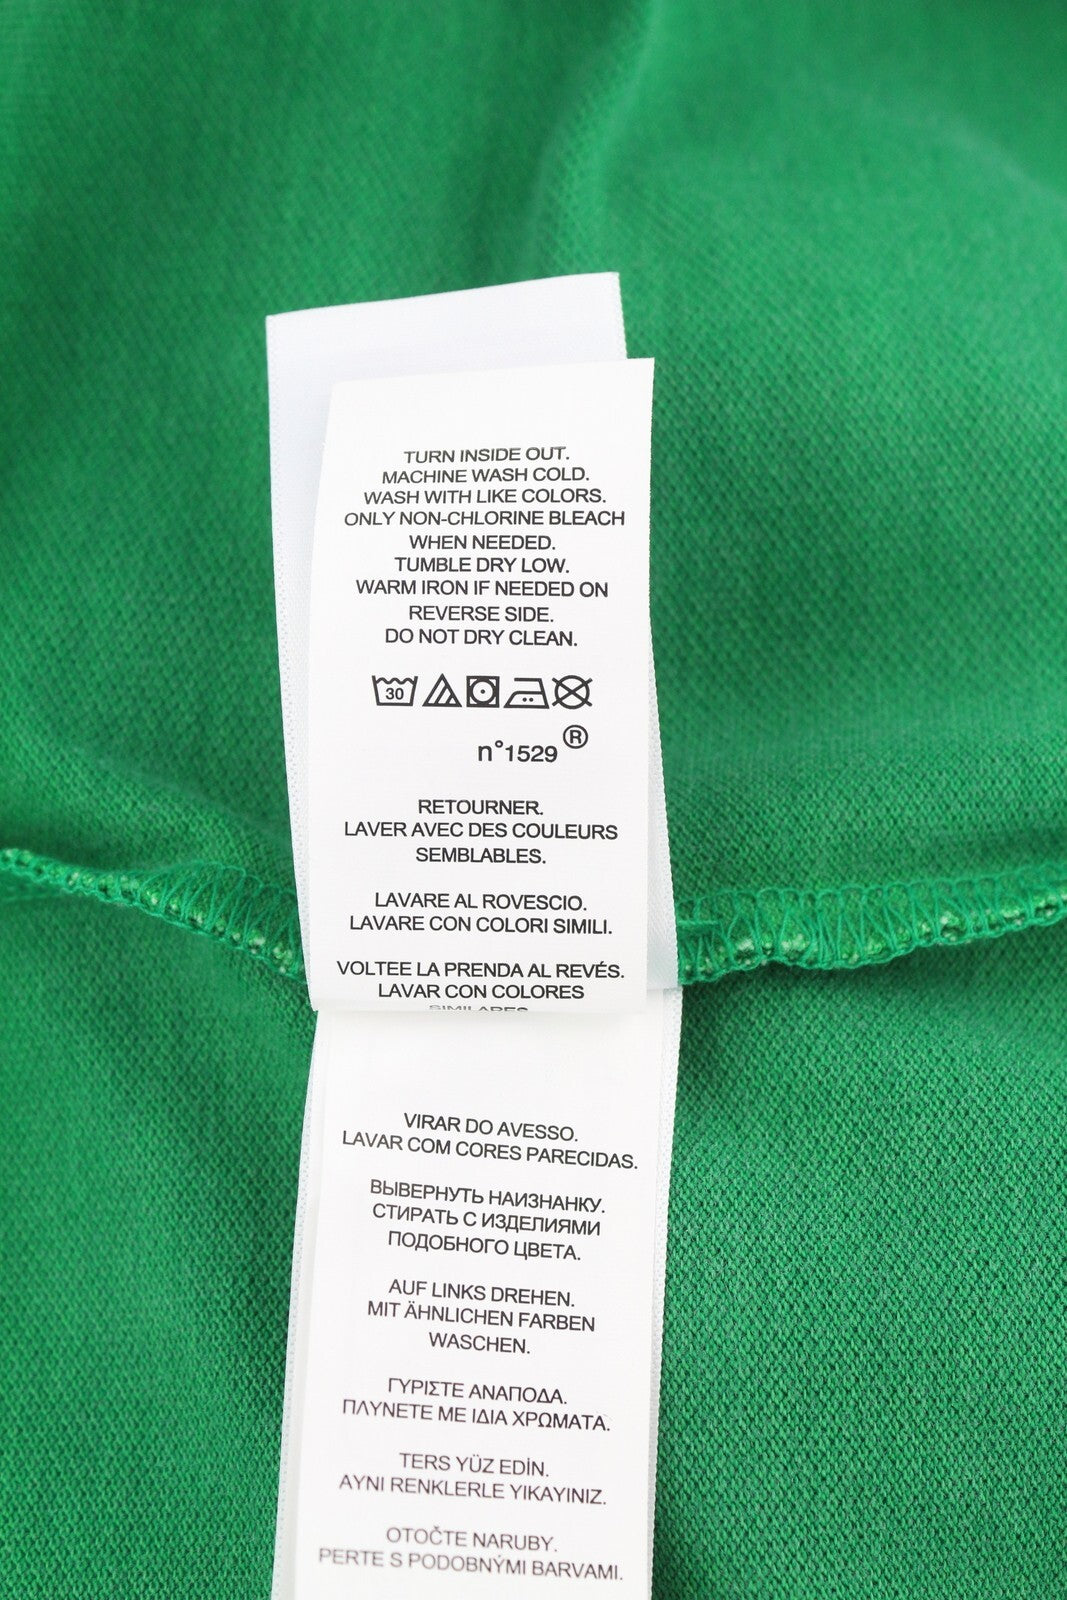 TURN INSIDE OUT.
MACHINE WASH COLD.
WASH WITH LIKE COLORS.
ONLY NON-CHLORINE BLEACH
WHEN NEEDED.
TUMBLE DRY LOW.
WARM IRON IF NEEDED ON
REVERSE SIDE.
DO NOT DRY CLEAN.
30
n°1529®
RETOURNER.
LAVER AVEC DES COULEURS
SEMBLABLES.
LAVARE AL ROVESCIO.
LAVARE CON COLORI SIMILI.
VOLTEE LA PRENDA AL REVÉS.
LAVAR CON COLORES
SIMILARES
VIRAR DO AVESSO.
LAVAR COM CORES PARECIDAS.
ВЫВЕРНУТЬ НАИЗНАНКУ.
СТИРАТЬ С ИЗДЕЛИЯМИ
ПОДОБНОГО ЦВЕТА.
AUF LINKS DREHEN.
MIT ÄHNLICHEN FARBEN
WASCHEN.
ΓΥΡΙΣΤΕ ΑΝΑΠΟΔΑ.
ΠΛΥΝΕΤΕ ΜΕ ΙΔΙΑ ΧΡΩΜΑΤΑ.
TERS YÜZ EDİN.
AYNI RENKLERLE YIKAYINIZ.
OTOČTE NARUBY.
PERTE S PODOBNÝMI BARVAMI.